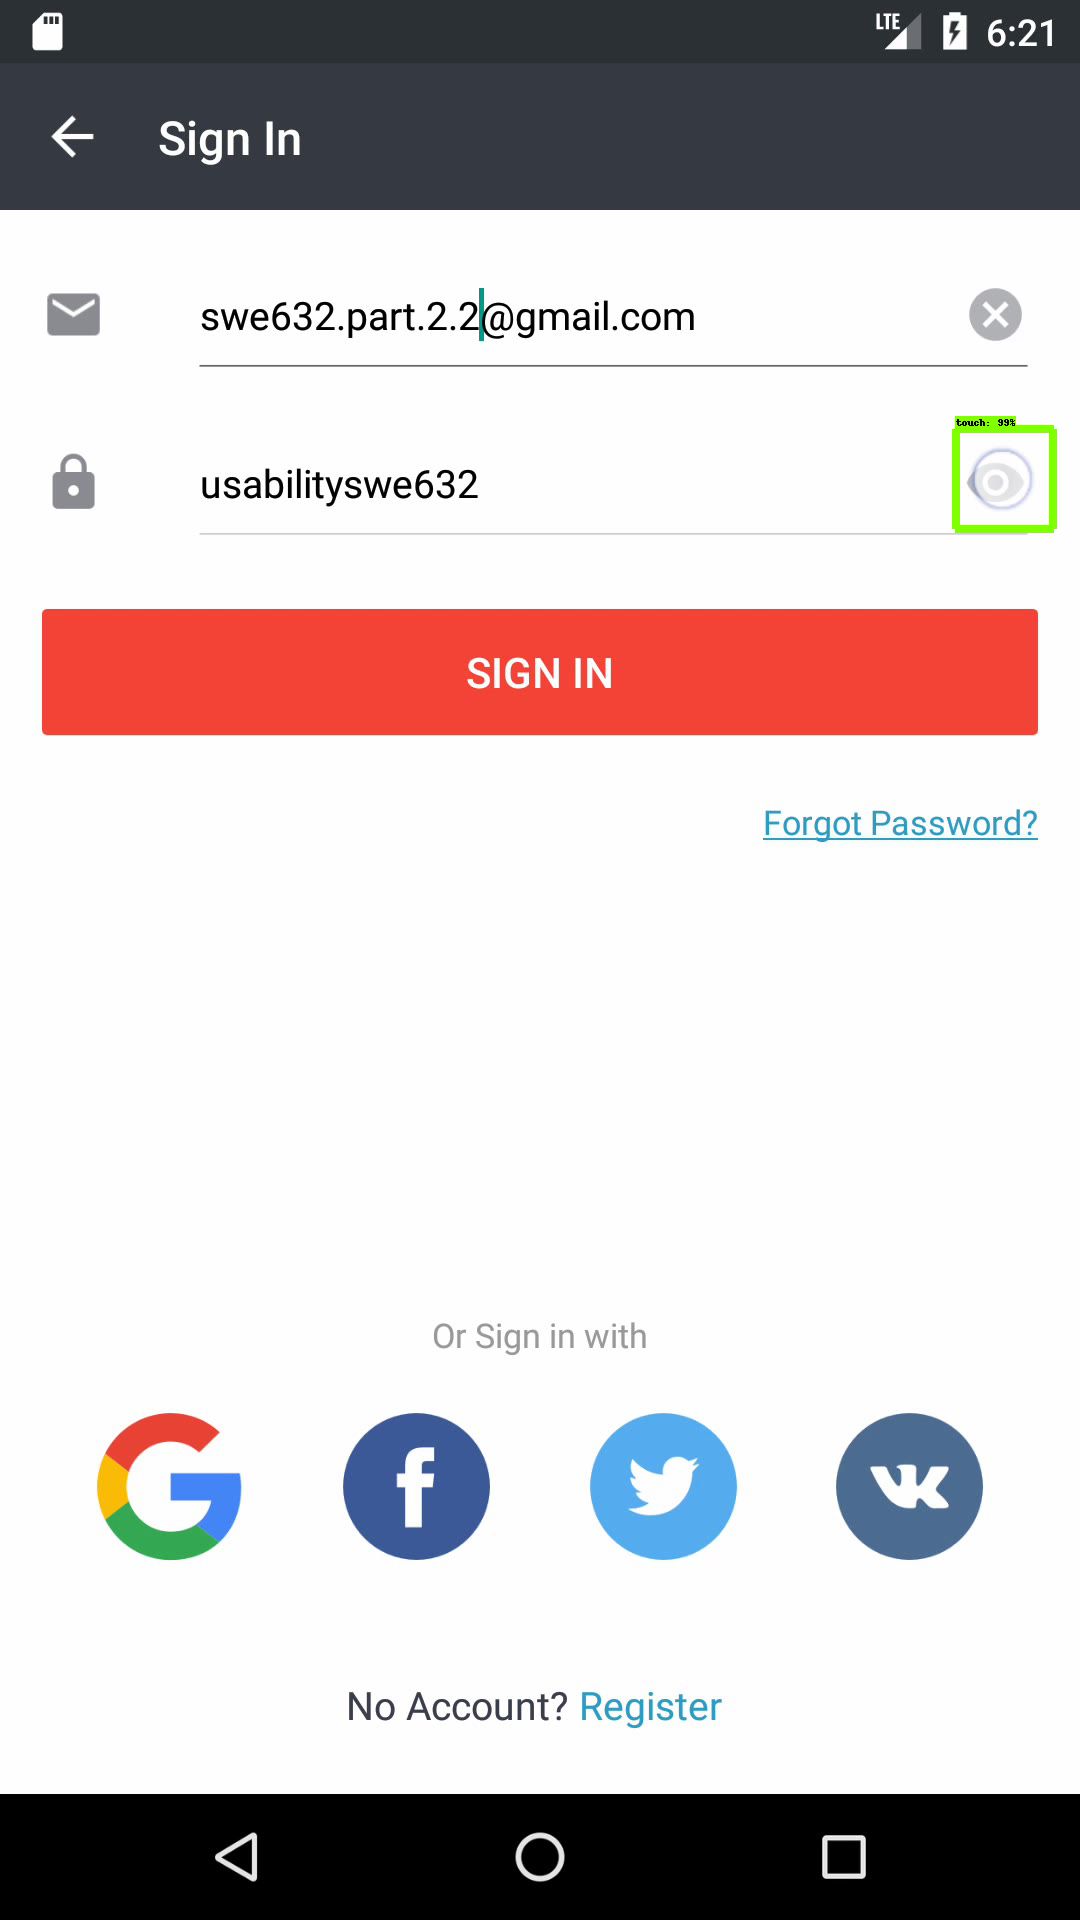 LTE 6:21
Sign In
swe632.part.2.2@gmail.com
touch: 99%
usabilityswe632
SIGN IN
Forgot Password?
Or Sign in with
No Account? Register